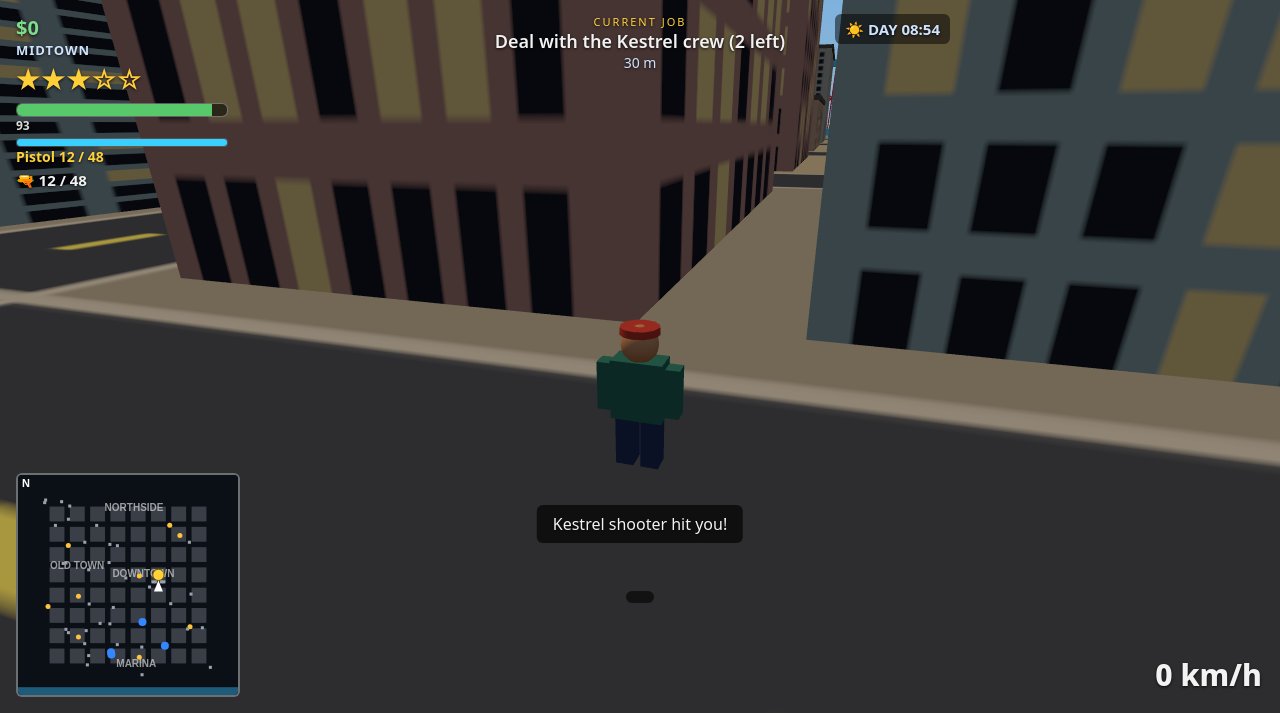 $0
MIDTOWN
★★★☆☆
93
Pistol 12 / 48
🔫 12 / 48
CURRENT JOB
Deal with the Kestrel crew (2 left)
30 m
☀️ DAY 08:54
Kestrel shooter hit you!
N
NORTHSIDE
OLD TOWN
DOWNTOWN
MARINA
0 km/h